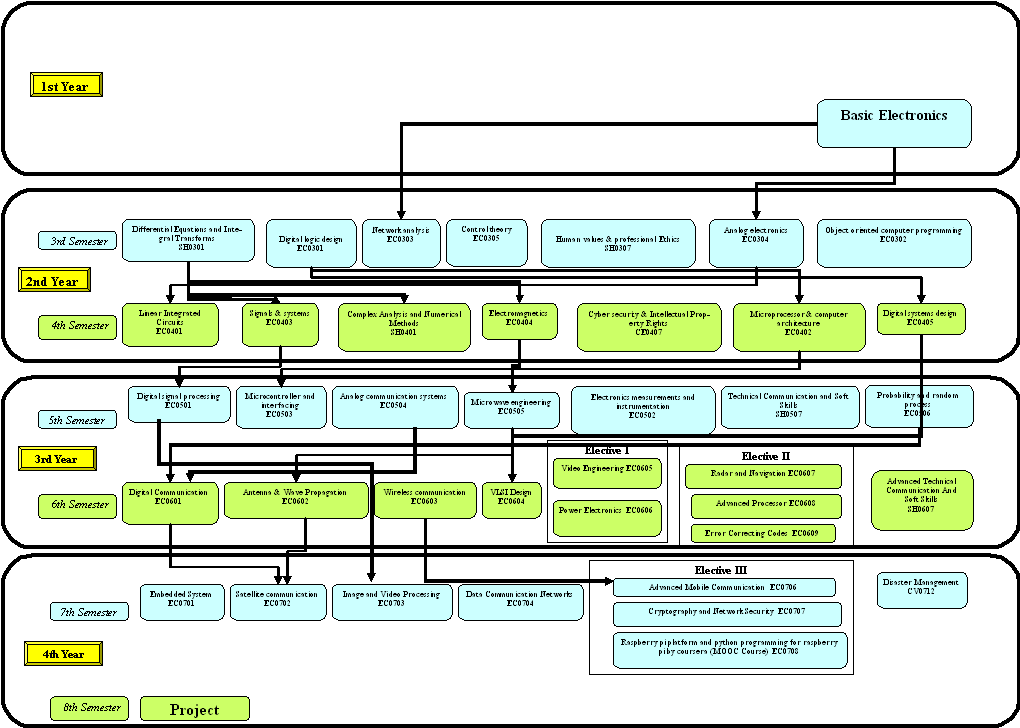 1st Year
Basic Electronics
3rd Semester
Differential Equations and Inte-
gral Transforms
SH0301
Digital logic design
EC0301
Network analysis
EC0303
Control theory
EC0305
Human values & professional Ethics
SH0307
Analog electronics
EC0304
Object oriented computer programming
EC0302
2nd Year
4th Semester
Linear Integrated
Circuits
EC0401
Signals & systems
EC0403
Complex Analysis and Numerical
Methods
SH0401
Electromagnetics
EC0404
Cyber security & Intellectual Prop-
erty Rights
CE0407
Microprocessor & computer
architecture
EC0402
Digital systems design
EC0405
5th Semester
Digital signal processing
EC0501
Microcontroller and
interfacing
EC0503
Analog communication systems
EC0504
Microwave engineering
EC0505
Electronics measurements and
instrumentation
EC0502
Technical Communication and Soft
Skills
SH0507
Probability and random
process
EC0506
3rd Year
6th Semester
Digital Communication
EC0601
Antenna & Wave Propagation
EC0602
Wireless communication
EC0603
VLSI Design
EC0604
Elective I
Video Engineering EC0605
Power Electronics EC0606
Elective II
Radar and Navigation EC0607
Advanced Processor EC0608
Error Correcting Codes EC0609
Advanced Technical
Communication And
Soft Skills
SH0607
7th Semester
Embedded System
EC0701
Satellite communication
EC0702
Image and Video Processing
EC0703
Data Communication Networks
EC0704
Elective III
Advanced Mobile Communication EC0706
Cryptography and Network Security EC0707
Raspberry pi platform and python programming for raspberry
pi by coursera (MOOC Course) EC0708
Disaster Management
CV0712
4th Year
8th Semester
Project